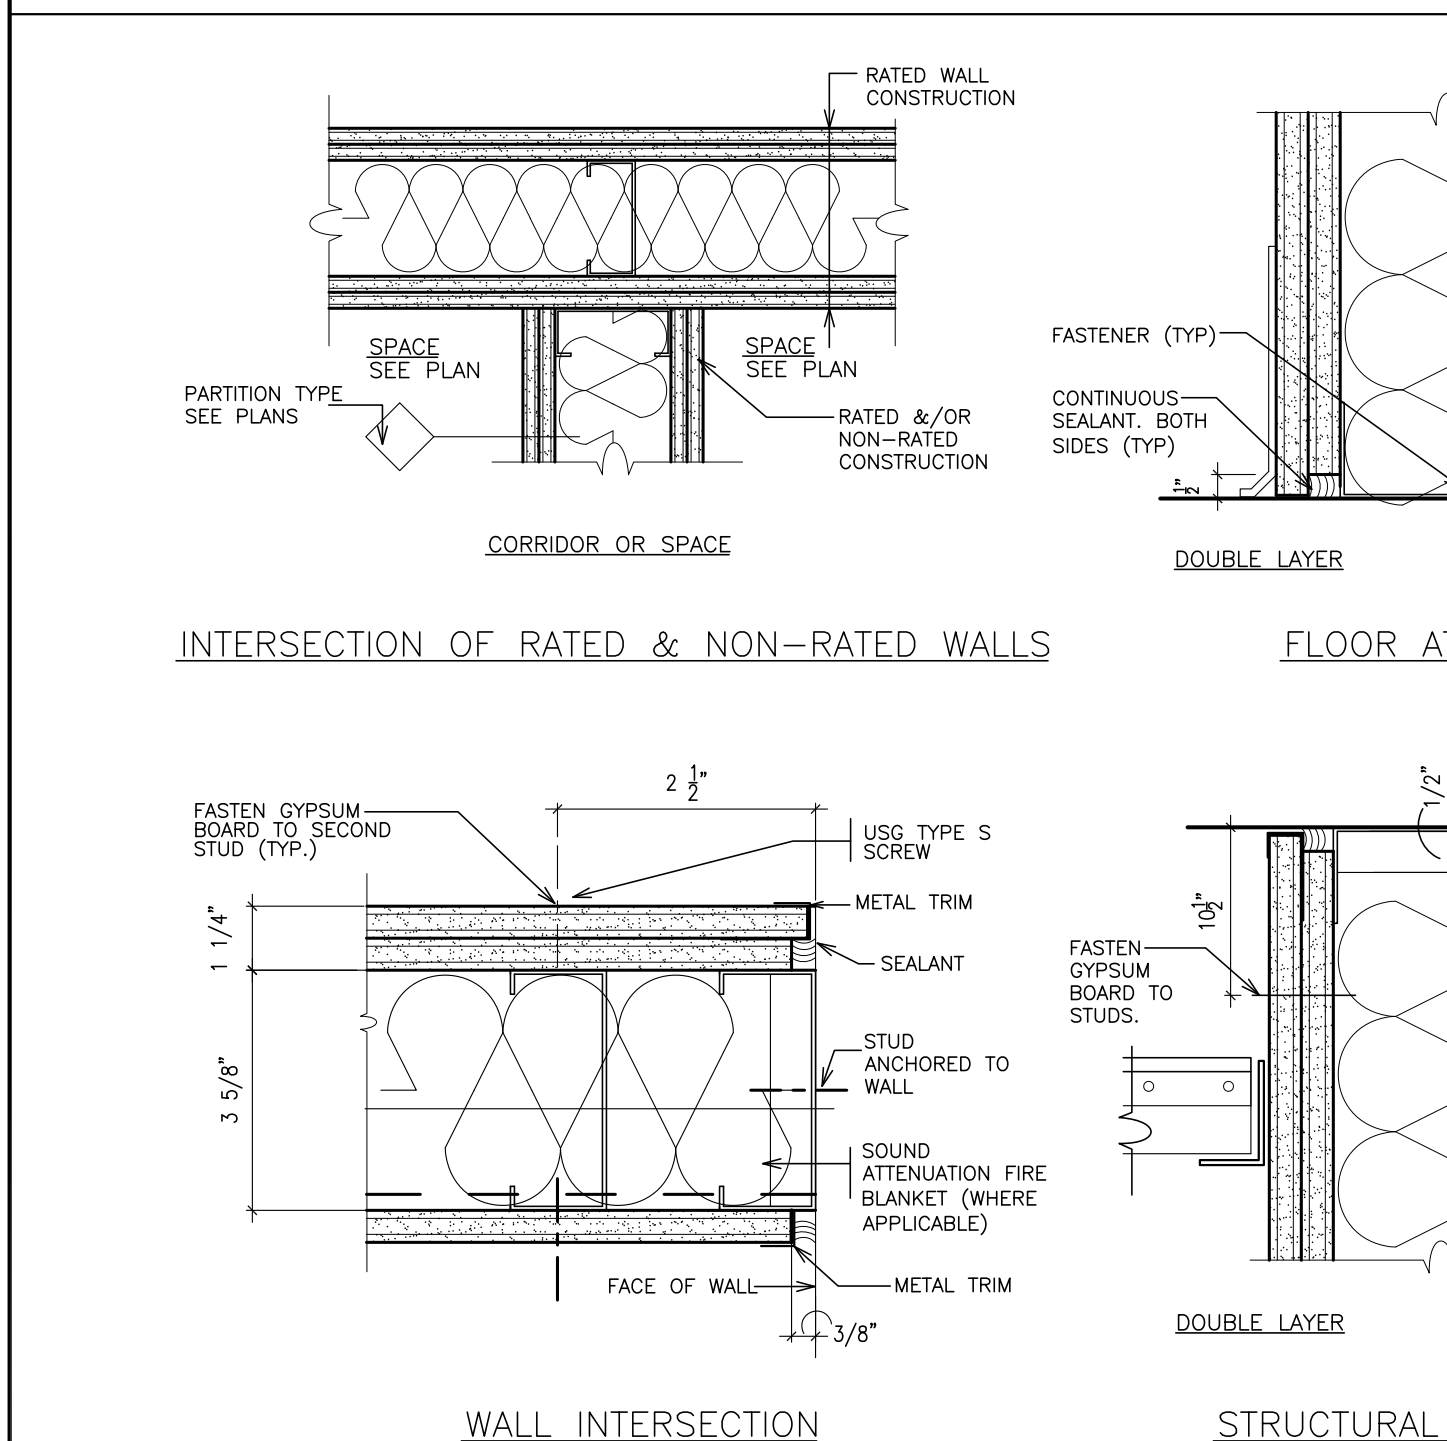 RATED WALL
CONSTRUCTION
SPACE
SEE PLAN
SPACE
SEE PLAN
PARTITION TYPE
SEE PLANS
RATED &/OR
NON-RATED
CONSTRUCTION
CORRIDOR OR SPACE
INTERSECTION OF RATED & NON-RATED WALLS
FASTENER (TYP)
CONTINUOUS
SEALANT. BOTH
SIDES (TYP)
1/2"
DOUBLE LAYER
FLOOR AT
2 1/2"
FASTEN GYPSUM
BOARD TO SECOND
STUD (TYP.)
USG TYPE S
SCREW
METAL TRIM
1 1/4"
SEALANT
STUD
ANCHORED TO
WALL
3 5/8"
SOUND
ATTENUATION FIRE
BLANKET (WHERE
APPLICABLE)
FACE OF WALL
METAL TRIM
3/8"
WALL INTERSECTION
1/2"
10 1/2
FASTEN
GYPSUM
BOARD TO
STUDS.
DOUBLE LAYER
STRUCTURAL